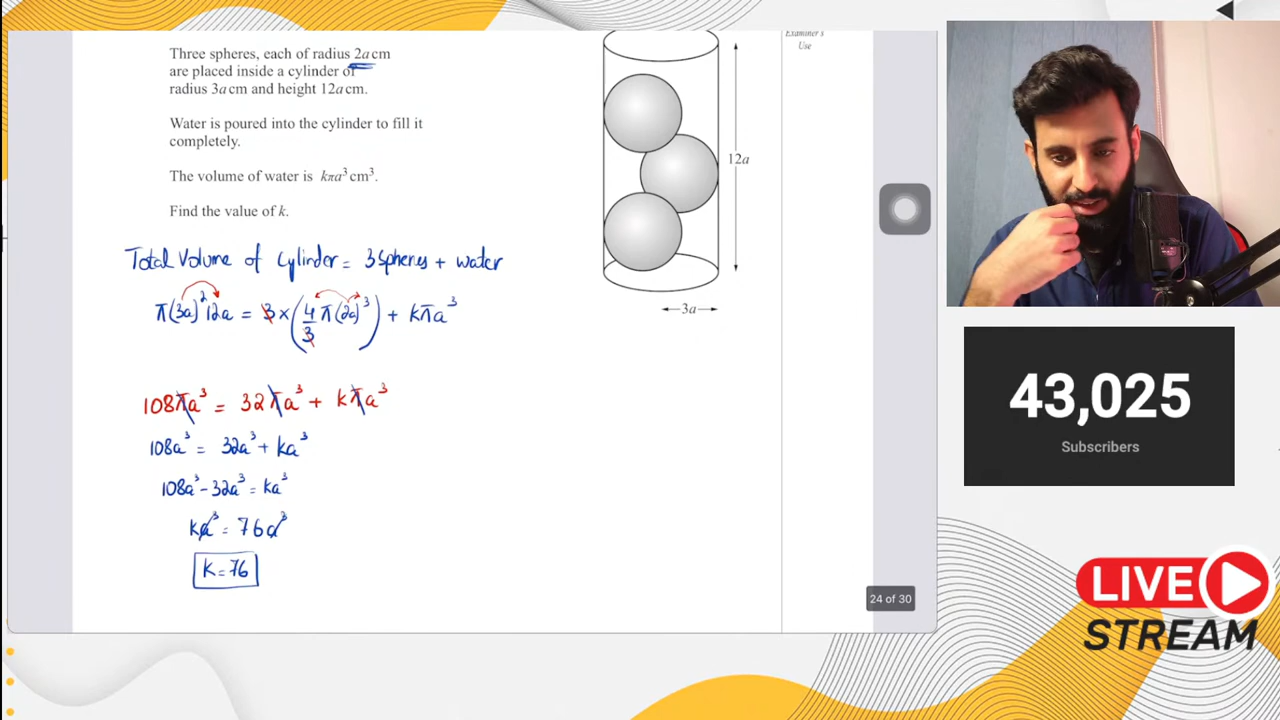 Three spheres, each of radius 2a cm
are placed inside a cylinder of
radius 3a cm and height 12a cm.
Water is poured into the cylinder to fill it
completely.
The volume of water is kπa³ cm³.
Find the value of k.
Examiner's
Use
12a
3a
Total Volume of Cylinder = 3 Spheres + water
π(3a)² 12a = 3 × (4/3 π(2a)³) + kπa³
108πa³ = 32πa³ + kπa³
108a³ = 32a³ + ka³
108a³ - 32a³ = ka³
ka³ = 76a³
K = 76
24 of 30
43,025
Subscribers
LIVE
STREAM